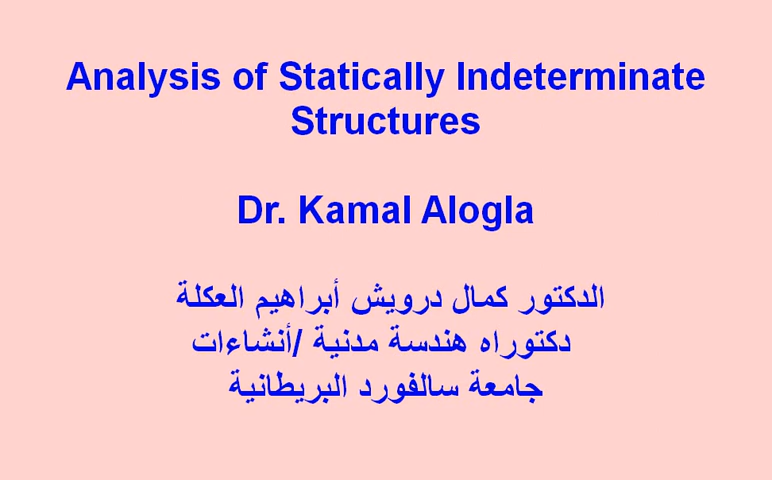 Analysis of Statically Indeterminate
Structures
Dr. Kamal Alogla
الدكتور كمال درويش أبراهيم العكلة
دكتوراه هندسة مدنية /أنشاءات
جامعة سالفورد البريطانية